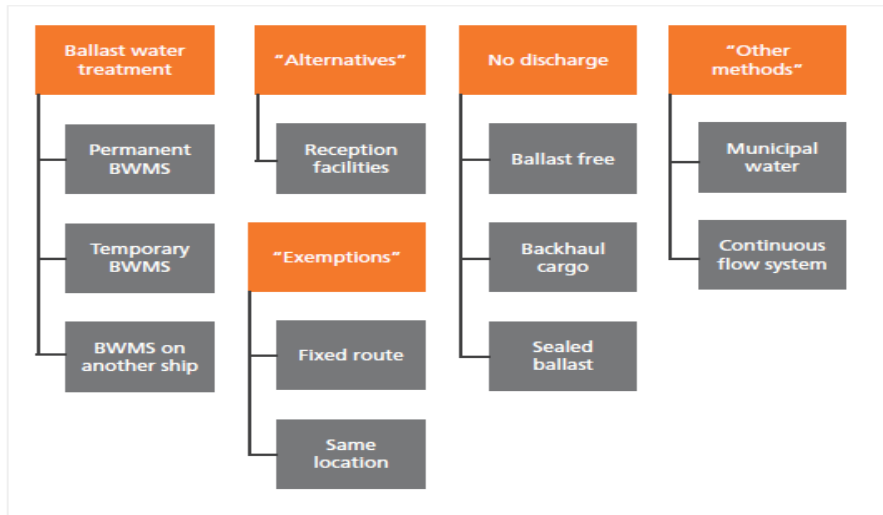 Ballast water
treatment
Permanent
BWMS
Temporary
BWMS
BWMS on
another ship
"Alternatives"
Reception
facilities
"Exemptions"
Fixed route
Same
location
No discharge
Ballast free
Backhaul
cargo
Sealed
ballast
"Other
methods"
Municipal
water
Continuous
flow system